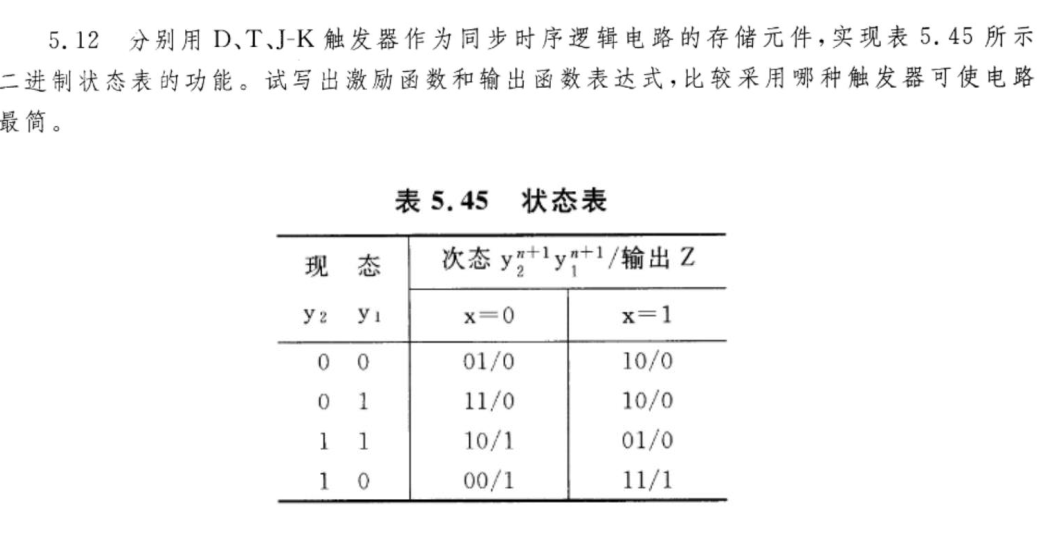 5.12 分别用 D、T、J-K 触发器作为同步时序逻辑电路的存储元件,实现表 5.45 所示
二进制状态表的功能。试写出激励函数和输出函数表达式,比较采用哪种触发器可使电路
最简。
表 5.45 状态表
现 态 次态 y₂ⁿ⁺¹y₁ⁿ⁺¹/输出 Z
y₂ y₁ x=0 x=1
0 0 01/0 10/0
0 1 11/0 10/0
1 1 10/1 01/0
1 0 00/1 11/1